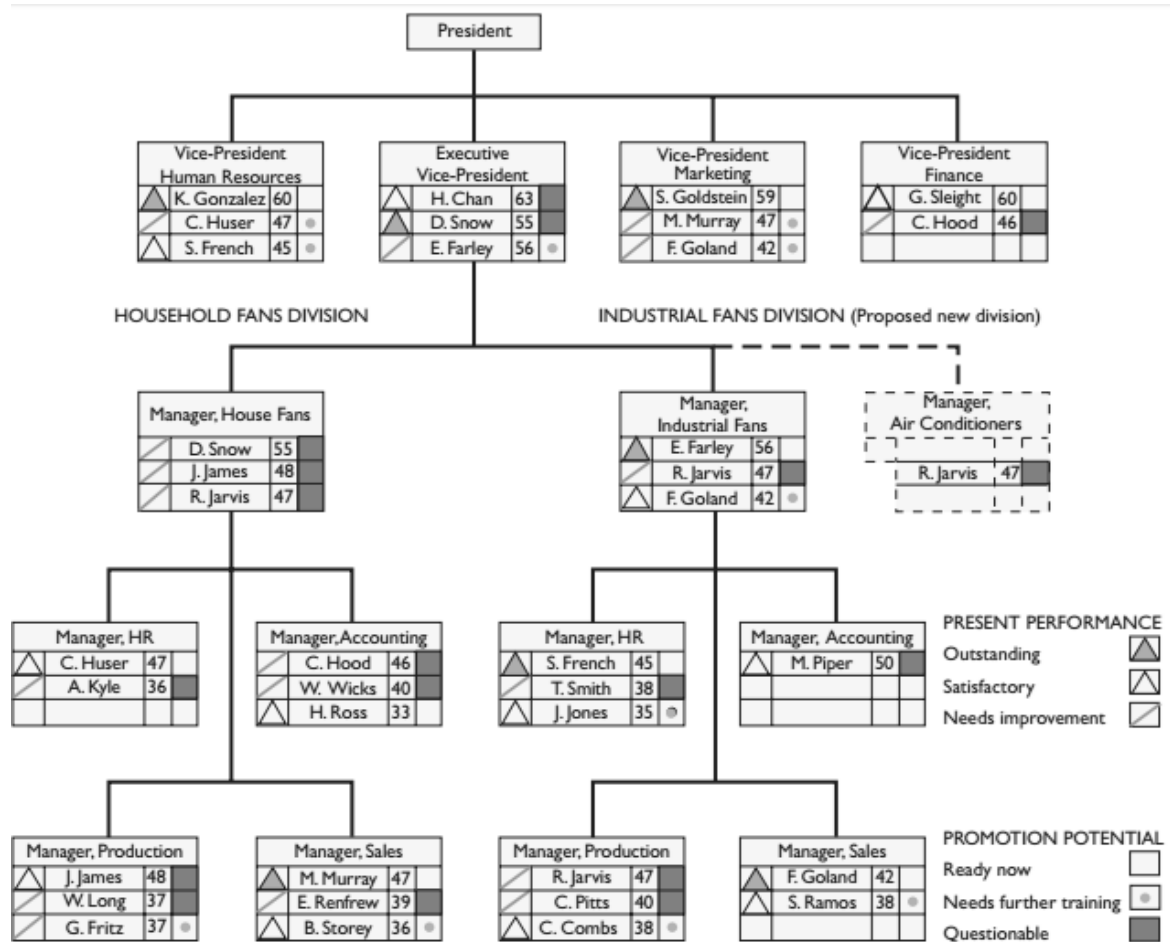 President
Vice-President
Human Resources
K. Gonzalez 60
C. Huser 47
S. French 45
Executive
Vice-President
H. Chan 63
D. Snow 55
E. Farley 56
Vice-President
Marketing
S. Goldstein 59
M. Murray 47
F. Goland 42
Vice-President
Finance
G. Sleight 60
C. Hood 46
HOUSEHOLD FANS DIVISION
INDUSTRIAL FANS DIVISION (Proposed new division)
Manager, House Fans
D. Snow 55
J. James 48
R. Jarvis 47
Manager,
Industrial Fans
E. Farley 56
R. Jarvis 47
F. Goland 42
Manager,
Air Conditioners
R. Jarvis 47
Manager, HR
C. Huser 47
A. Kyle 36
Manager, Accounting
C. Hood 46
W. Wicks 40
H. Ross 33
Manager, HR
S. French 45
T. Smith 38
J. Jones 35
Manager, Accounting
M. Piper 50
PRESENT PERFORMANCE
Outstanding
Satisfactory
Needs improvement
Manager, Production
J. James 48
W. Long 37
G. Fritz 37
Manager, Sales
M. Murray 47
E. Renfrew 39
B. Storey 36
Manager, Production
R. Jarvis 47
C. Pitts 40
C. Combs 38
Manager, Sales
F. Goland 42
S. Ramos 38
PROMOTION POTENTIAL
Ready now
Needs further training
Questionable